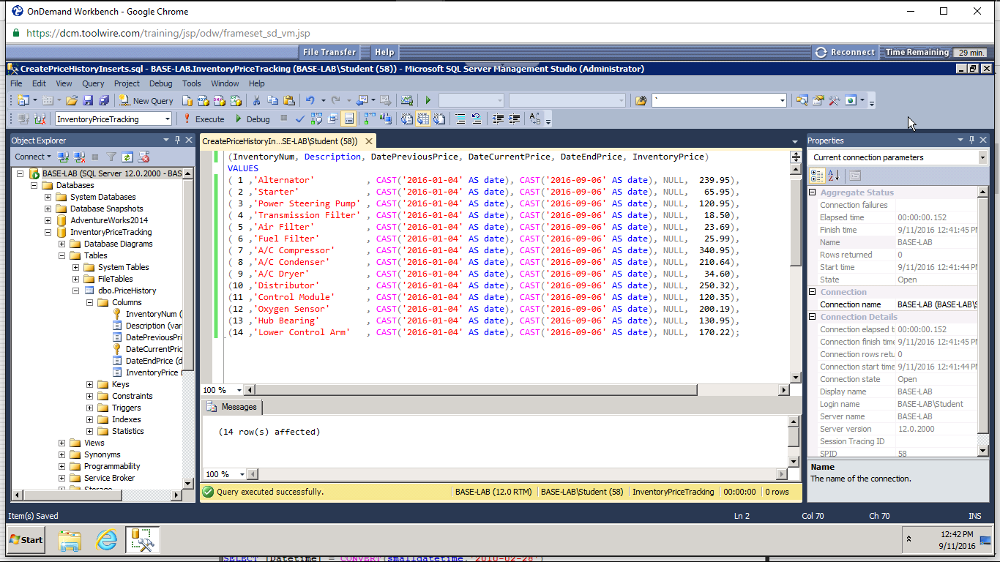 OnDemand Workbench - Google Chrome
https://dcm.toolwire.com/training/jsp/odw/frameset_sd_vm.jsp
File Transfer Help Reconnect Time Remaining 29 min.
CreatePriceHistoryInserts.sql - BASE-LAB.InventoryPriceTracking (BASE-LAB\Student (58)) - Microsoft SQL Server Management Studio (Administrator)
File Edit View Query Project Debug Tools Window Help
New Query
InventoryPriceTracking Execute Debug
Object Explorer
Connect
BASE-LAB (SQL Server 12.0.2000 - BAS
Databases
System Databases
Database Snapshots
AdventureWorks2014
InventoryPriceTracking
Database Diagrams
Tables
System Tables
FileTables
dbo.PriceHistory
Columns
InventoryNum (
Description (var
DatePreviousPri
DateCurrentPric
DateEndPrice (d
InventoryPrice (
Keys
Constraints
Triggers
Indexes
Statistics
Views
Synonyms
Programmability
Service Broker
Storage
CreatePriceHistoryIn...SE-LAB\Student (58))
(InventoryNum, Description, DatePreviousPrice, DateCurrentPrice, DateEndPrice, InventoryPrice)
VALUES
( 1 ,'Alternator' , CAST('2016-01-04' AS date), CAST('2016-09-06' AS date), NULL, 239.95),
( 2 ,'Starter' , CAST('2016-01-04' AS date), CAST('2016-09-06' AS date), NULL, 65.95),
( 3 ,'Power Steering Pump' , CAST('2016-01-04' AS date), CAST('2016-09-06' AS date), NULL, 120.95),
( 4 ,'Transmission Filter' , CAST('2016-01-04' AS date), CAST('2016-09-06' AS date), NULL, 18.50),
( 5 ,'Air Filter' , CAST('2016-01-04' AS date), CAST('2016-09-06' AS date), NULL, 23.69),
( 6 ,'Fuel Filter' , CAST('2016-01-04' AS date), CAST('2016-09-06' AS date), NULL, 25.99),
( 7 ,'A/C Compressor' , CAST('2016-01-04' AS date), CAST('2016-09-06' AS date), NULL, 340.95),
( 8 ,'A/C Condenser' , CAST('2016-01-04' AS date), CAST('2016-09-06' AS date), NULL, 210.64),
( 9 ,'A/C Dryer' , CAST('2016-01-04' AS date), CAST('2016-09-06' AS date), NULL, 34.60),
(10 ,'Distributor' , CAST('2016-01-04' AS date), CAST('2016-09-06' AS date), NULL, 250.32),
(11 ,'Control Module' , CAST('2016-01-04' AS date), CAST('2016-09-06' AS date), NULL, 120.35),
(12 ,'Oxygen Sensor' , CAST('2016-01-04' AS date), CAST('2016-09-06' AS date), NULL, 200.19),
(13 ,'Hub Bearing' , CAST('2016-01-04' AS date), CAST('2016-09-06' AS date), NULL, 130.95),
(14 ,'Lower Control Arm' , CAST('2016-01-04' AS date), CAST('2016-09-06' AS date), NULL, 170.22);
100 %
Messages
(14 row(s) affected)
100 %
Query executed successfully. BASE-LAB (12.0 RTM) BASE-LAB\Student (58) InventoryPriceTracking 00:00:00 0 rows
Properties
Current connection parameters
Aggregate Status
Connection failures
Elapsed time 00:00:00.152
Finish time 9/11/2016 12:41:45 PM
Name BASE-LAB
Rows returned 0
Start time 9/11/2016 12:41:44 PM
State Open
Connection
Connection name BASE-LAB (BASE-LAB\S
Connection Details
Connection elapsed t 00:00:00.152
Connection finish time 9/11/2016 12:41:45 PM
Connection rows retu 0
Connection start time 9/11/2016 12:41:44 PM
Connection state Open
Display name BASE-LAB
Login name BASE-LAB\Student
Server name BASE-LAB
Server version 12.0.2000
Session Tracing ID
SPID 58
Name
The name of the connection.
Item(s) Saved Ln 2 Col 70 Ch 70 INS
Start 12:42 PM
9/11/2016
SELECT [Datetime] = CONVERT(smalldatetime,'2010-02-28')